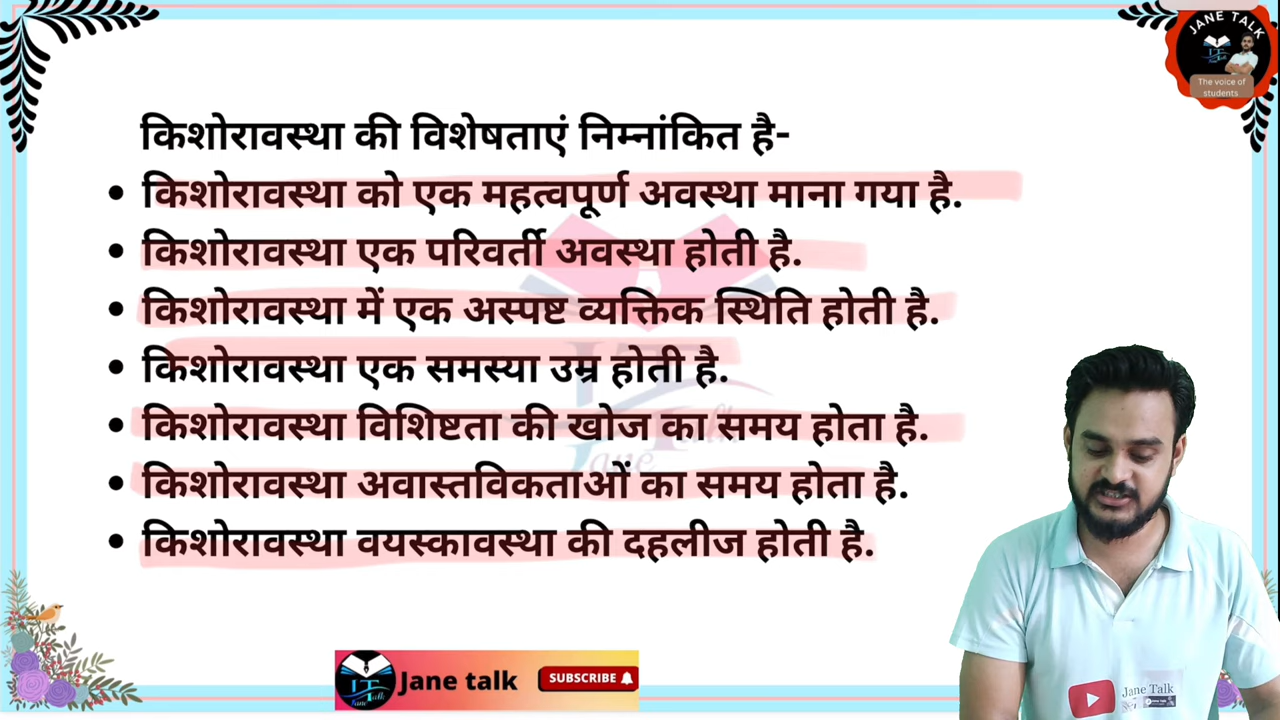 JANE TALK
The voice of
students
किशोरावस्था की विशेषताएं निम्नांकित है-
• किशोरावस्था को एक महत्वपूर्ण अवस्था माना गया है.
• किशोरावस्था एक परिवर्ती अवस्था होती है.
• किशोरावस्था में एक अस्पष्ट व्यक्तिक स्थिति होती है.
• किशोरावस्था एक समस्या उम्र होती है.
• किशोरावस्था विशिष्टता की खोज का समय होता है.
• किशोरावस्था अवास्तविकताओं का समय होता है.
• किशोरावस्था वयस्कावस्था की दहलीज होती है.
Jane Talk
Jane talk
SUBSCRIBE
Jane Talk